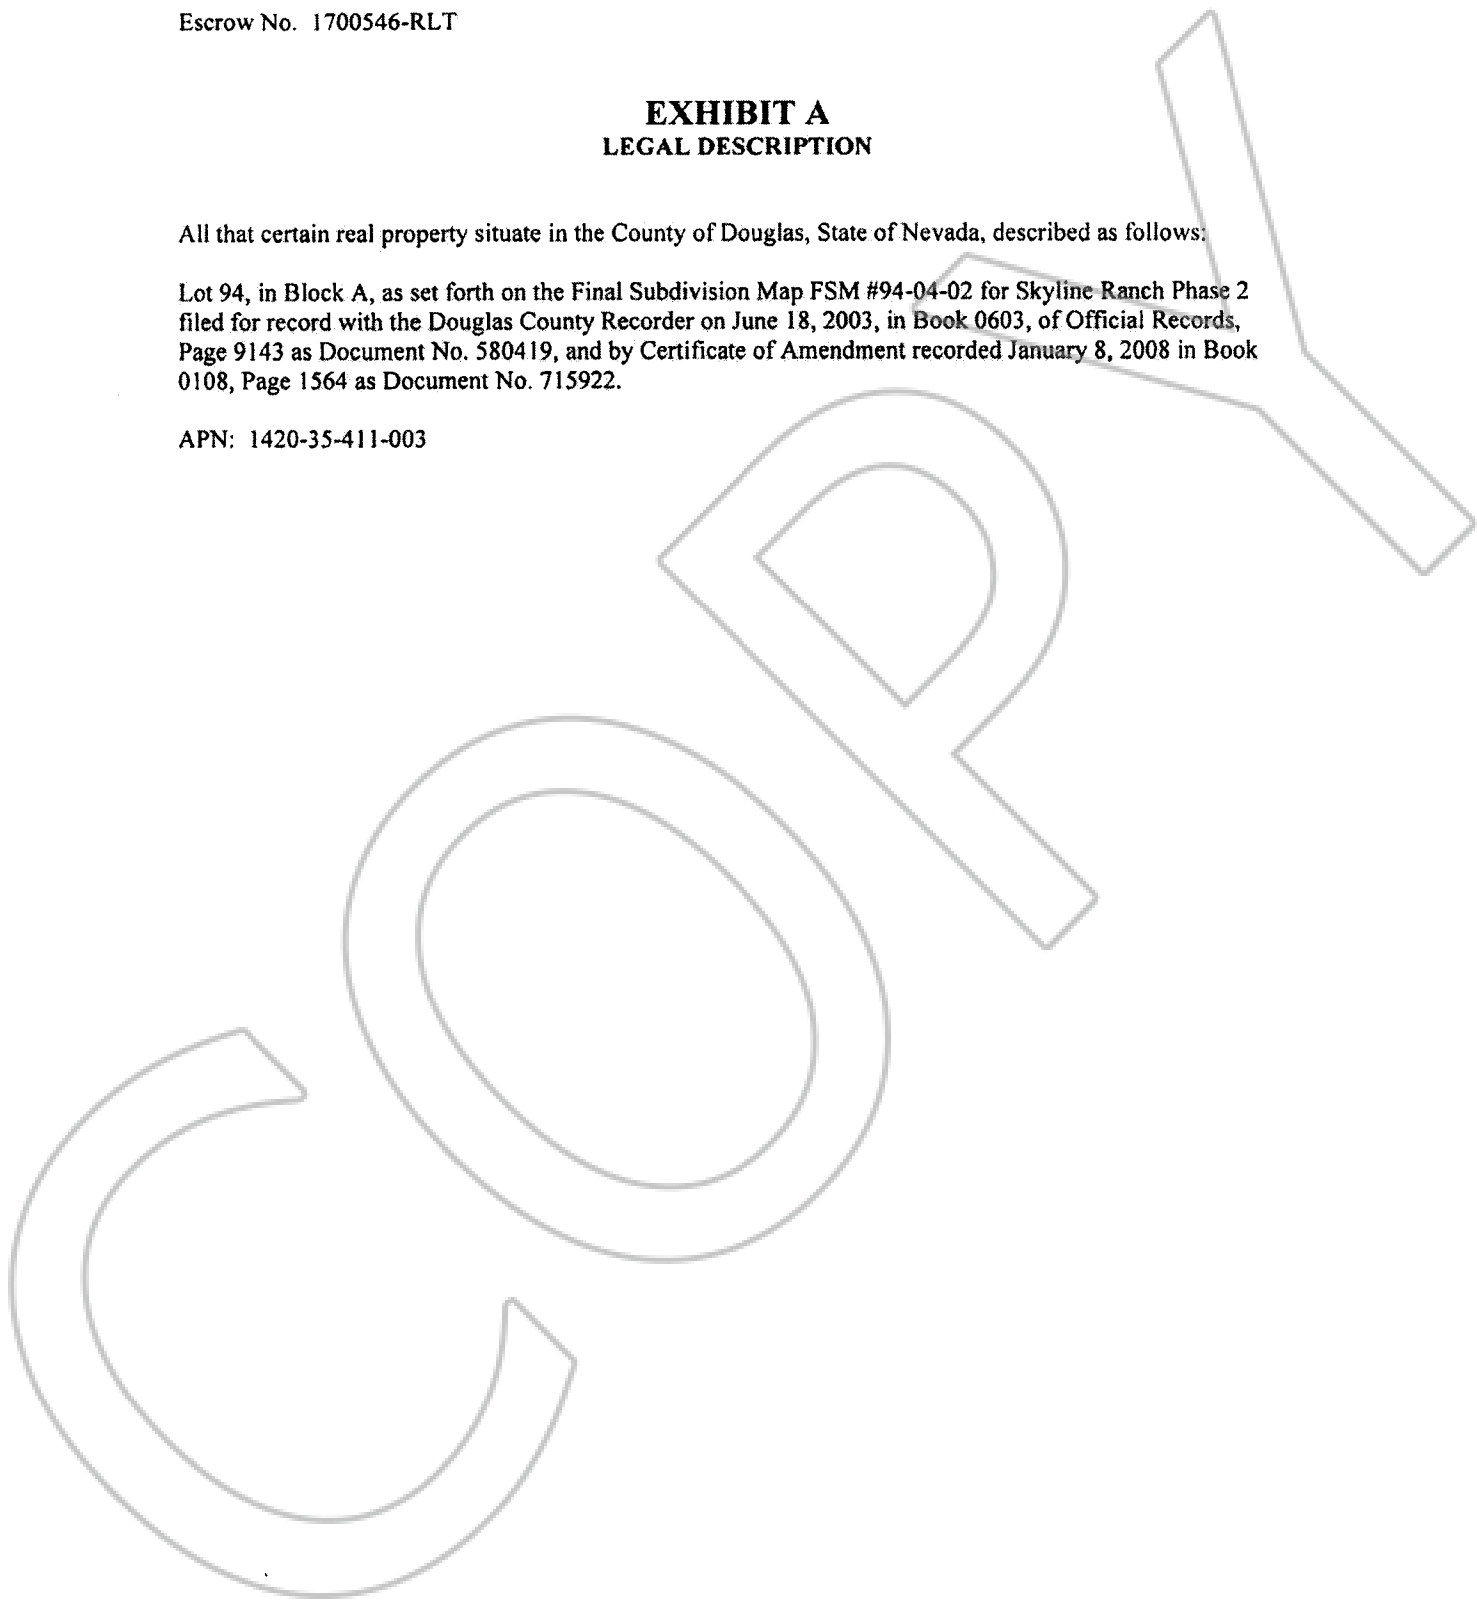 Escrow No. 1700546-RLT
EXHIBIT A
LEGAL DESCRIPTION
All that certain real property situate in the County of Douglas, State of Nevada, described as follows:
Lot 94, in Block A, as set forth on the Final Subdivision Map FSM #94-04-02 for Skyline Ranch Phase 2
filed for record with the Douglas County Recorder on June 18, 2003, in Book 0603, of Official Records,
Page 9143 as Document No. 580419, and by Certificate of Amendment recorded January 8, 2008 in Book
0108, Page 1564 as Document No. 715922.
APN: 1420-35-411-003
COPY